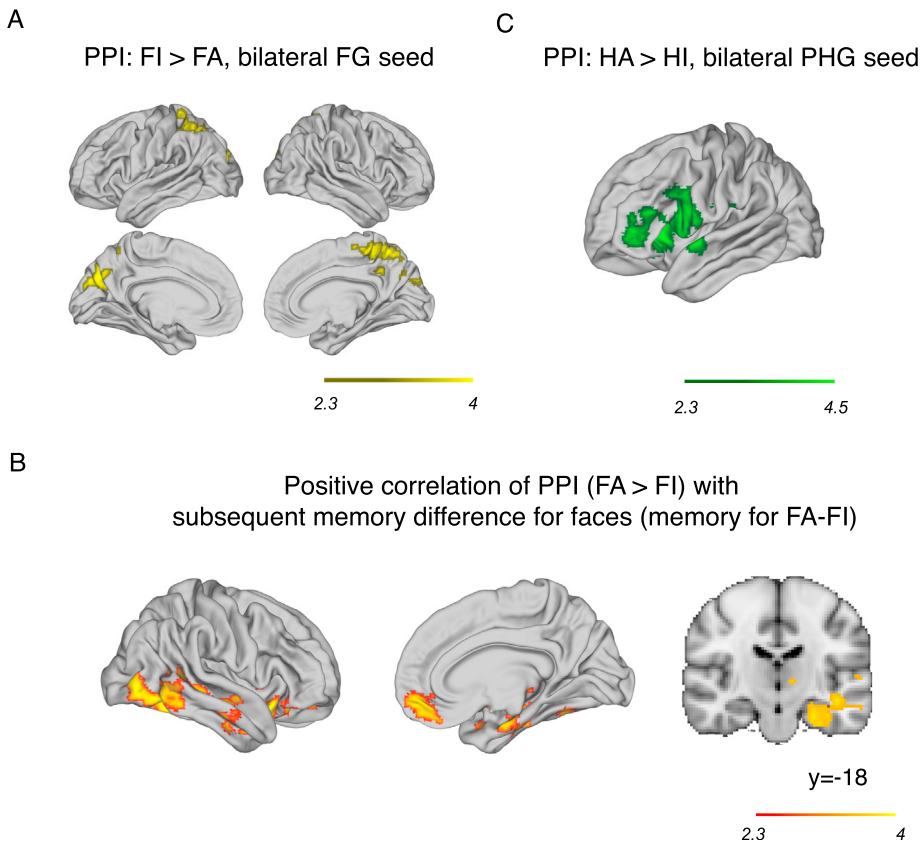 A
PPI: FI > FA, bilateral FG seed
2.3
4
C
PPI: HA > HI, bilateral PHG seed
2.3
4.5
B
Positive correlation of PPI (FA > FI) with
subsequent memory difference for faces (memory for FA-FI)
y=-18
2.3
4